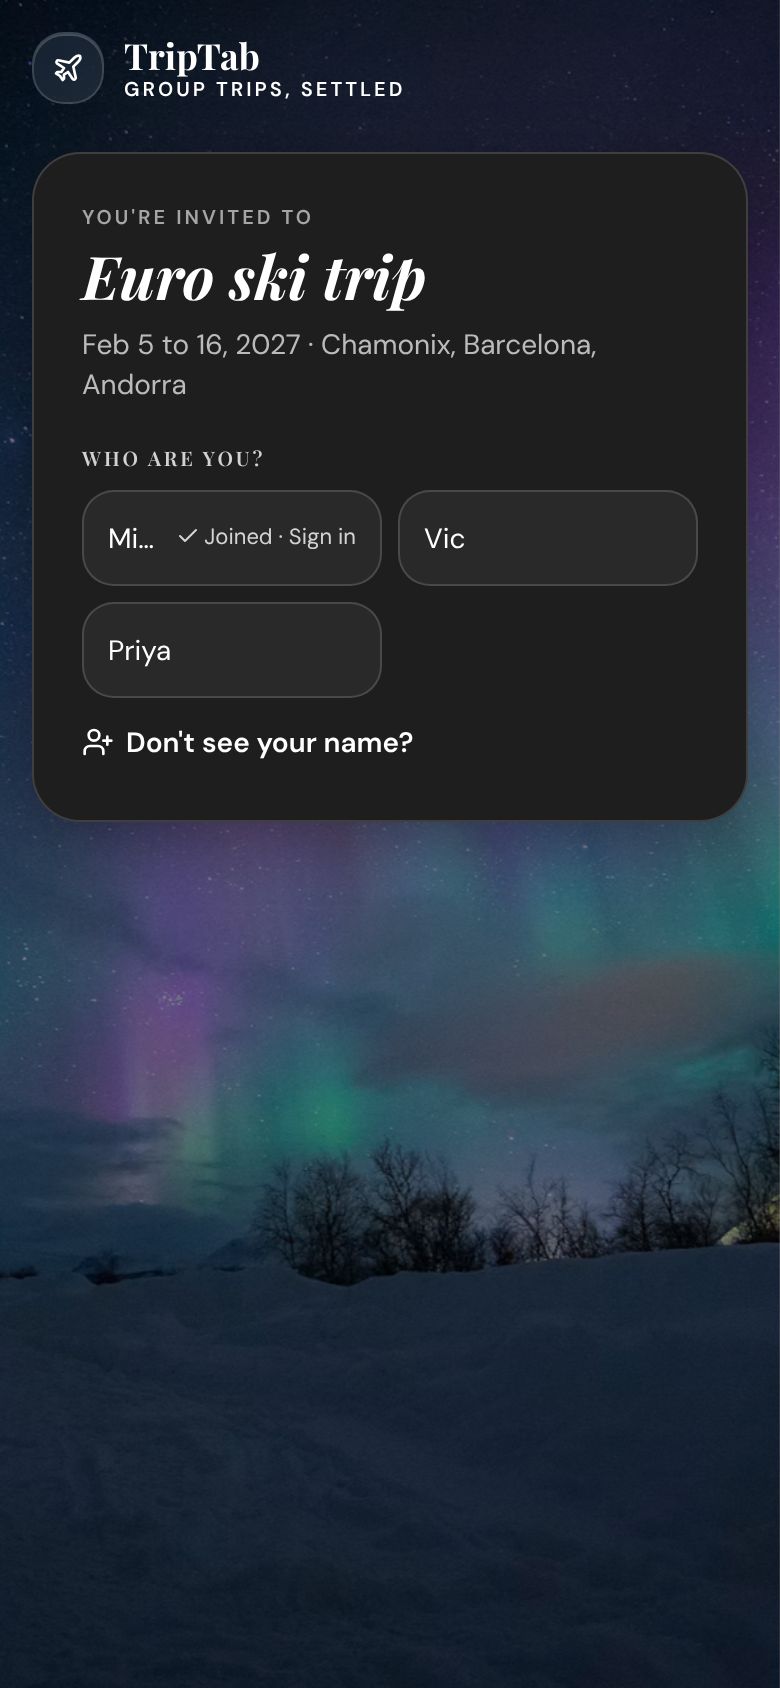 TripTab
GROUP TRIPS, SETTLED
YOU'RE INVITED TO
Euro ski trip
Feb 5 to 16, 2027 · Chamonix, Barcelona,
Andorra
WHO ARE YOU?
Mi... ✓ Joined · Sign in
Vic
Priya
Don't see your name?